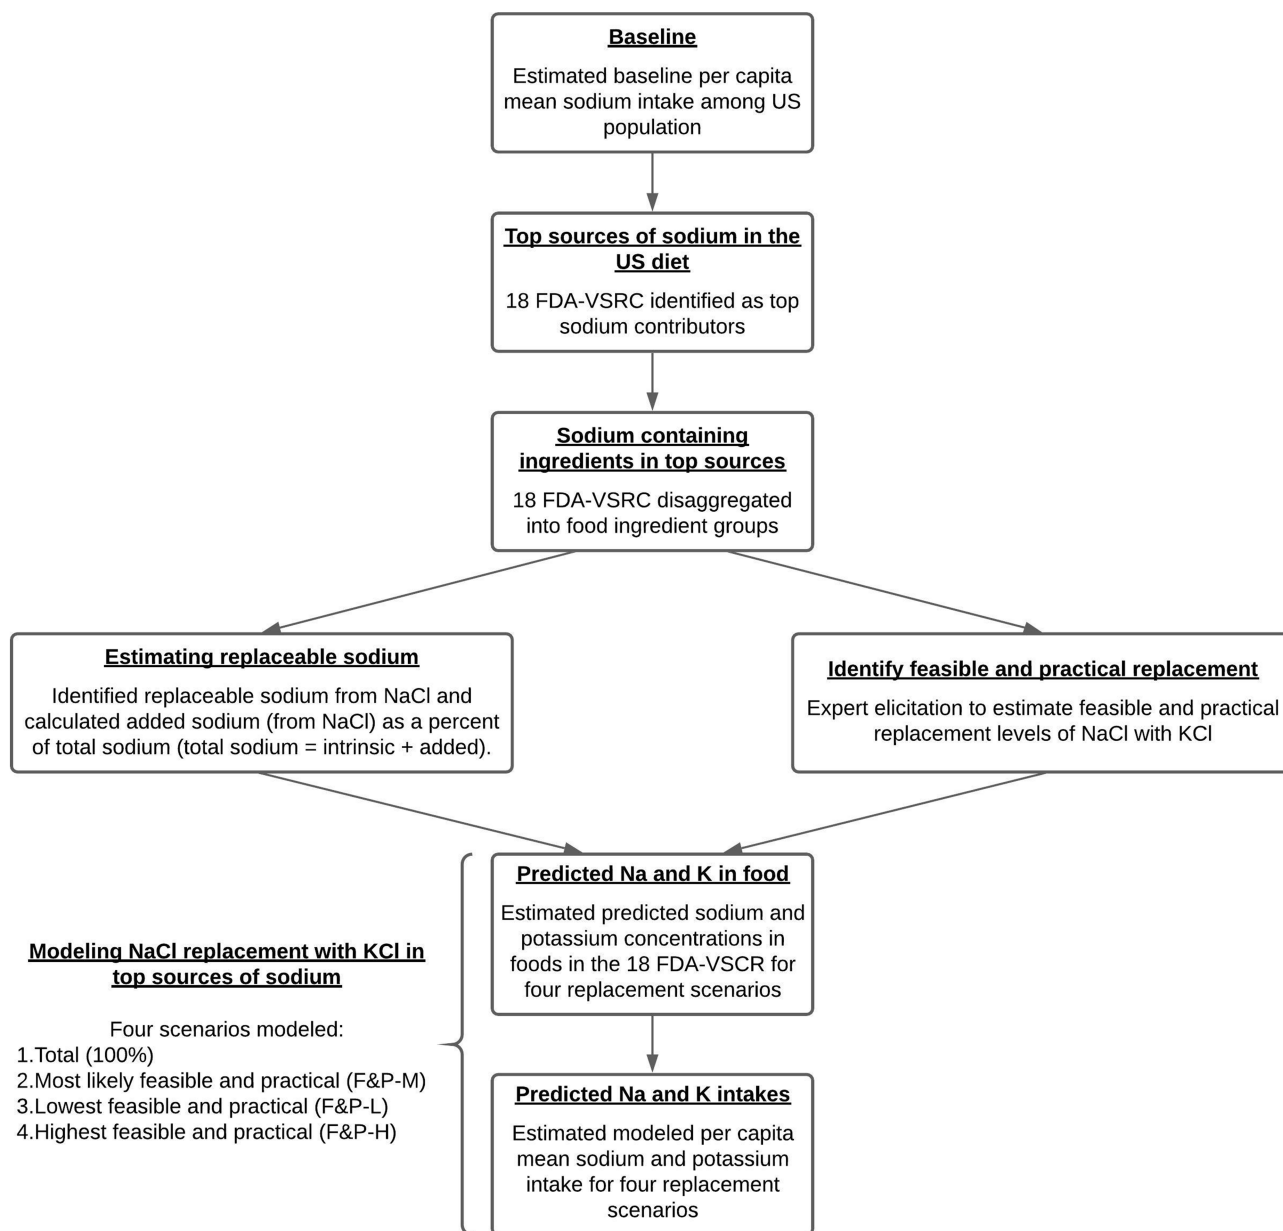 Baseline
Estimated baseline per capita
mean sodium intake among US
population
Top sources of sodium in the
US diet
18 FDA-VSRC identified as top
sodium contributors
Sodium containing
ingredients in top sources
18 FDA-VSRC disaggregated
into food ingredient groups
Estimating replaceable sodium
Identified replaceable sodium from NaCl and
calculated added sodium (from NaCl) as a percent
of total sodium (total sodium = intrinsic + added).
Identify feasible and practical replacement
Expert elicitation to estimate feasible and practical
replacement levels of NaCl with KCl
Predicted Na and K in food
Estimated predicted sodium and
potassium concentrations in
foods in the 18 FDA-VSCR for
four replacement scenarios
Modeling NaCl replacement with KCl in
top sources of sodium
Four scenarios modeled:
1.Total (100%)
2.Most likely feasible and practical (F&P-M)
3.Lowest feasible and practical (F&P-L)
4.Highest feasible and practical (F&P-H)
Predicted Na and K intakes
Estimated modeled per capita
mean sodium and potassium
intake for four replacement
scenarios